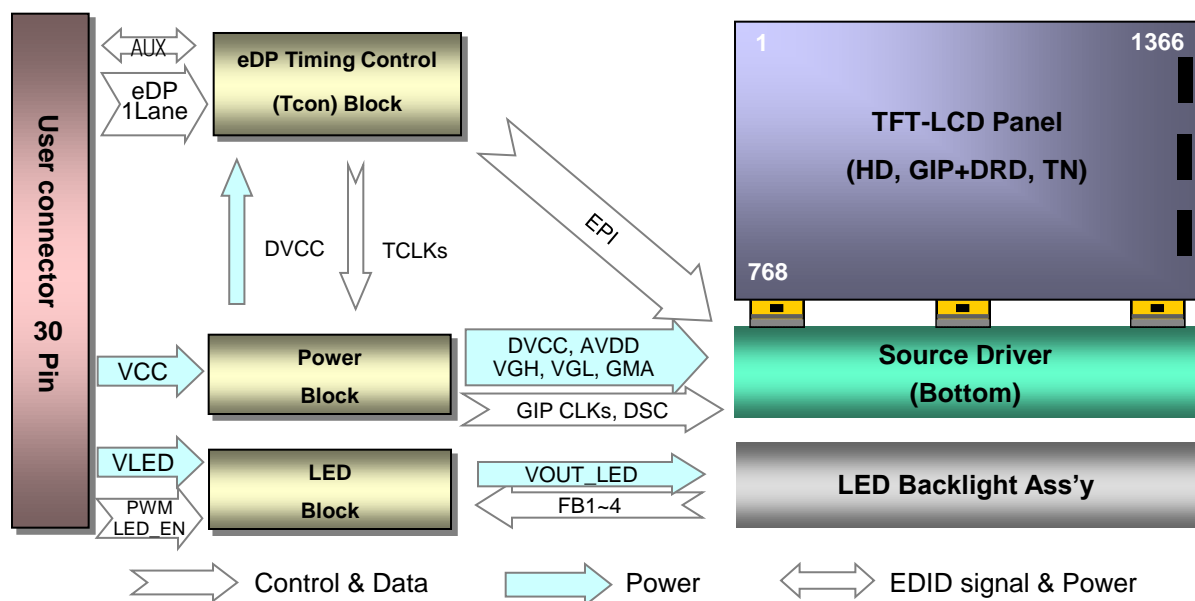 User connector 30 Pin
AUX
eDP
1Lane
eDP Timing Control
(Tcon) Block
DVCC
TCLKs
EPI
1
1366
TFT-LCD Panel
(HD, GIP+DRD, TN)
768
VCC
Power
Block
DVCC, AVDD
VGH, VGL, GMA
GIP CLKs, DSC
Source Driver
(Bottom)
VLED
PWM
LED_EN
LED
Block
VOUT_LED
FB1~4
LED Backlight Ass'y
Control & Data
Power
EDID signal & Power